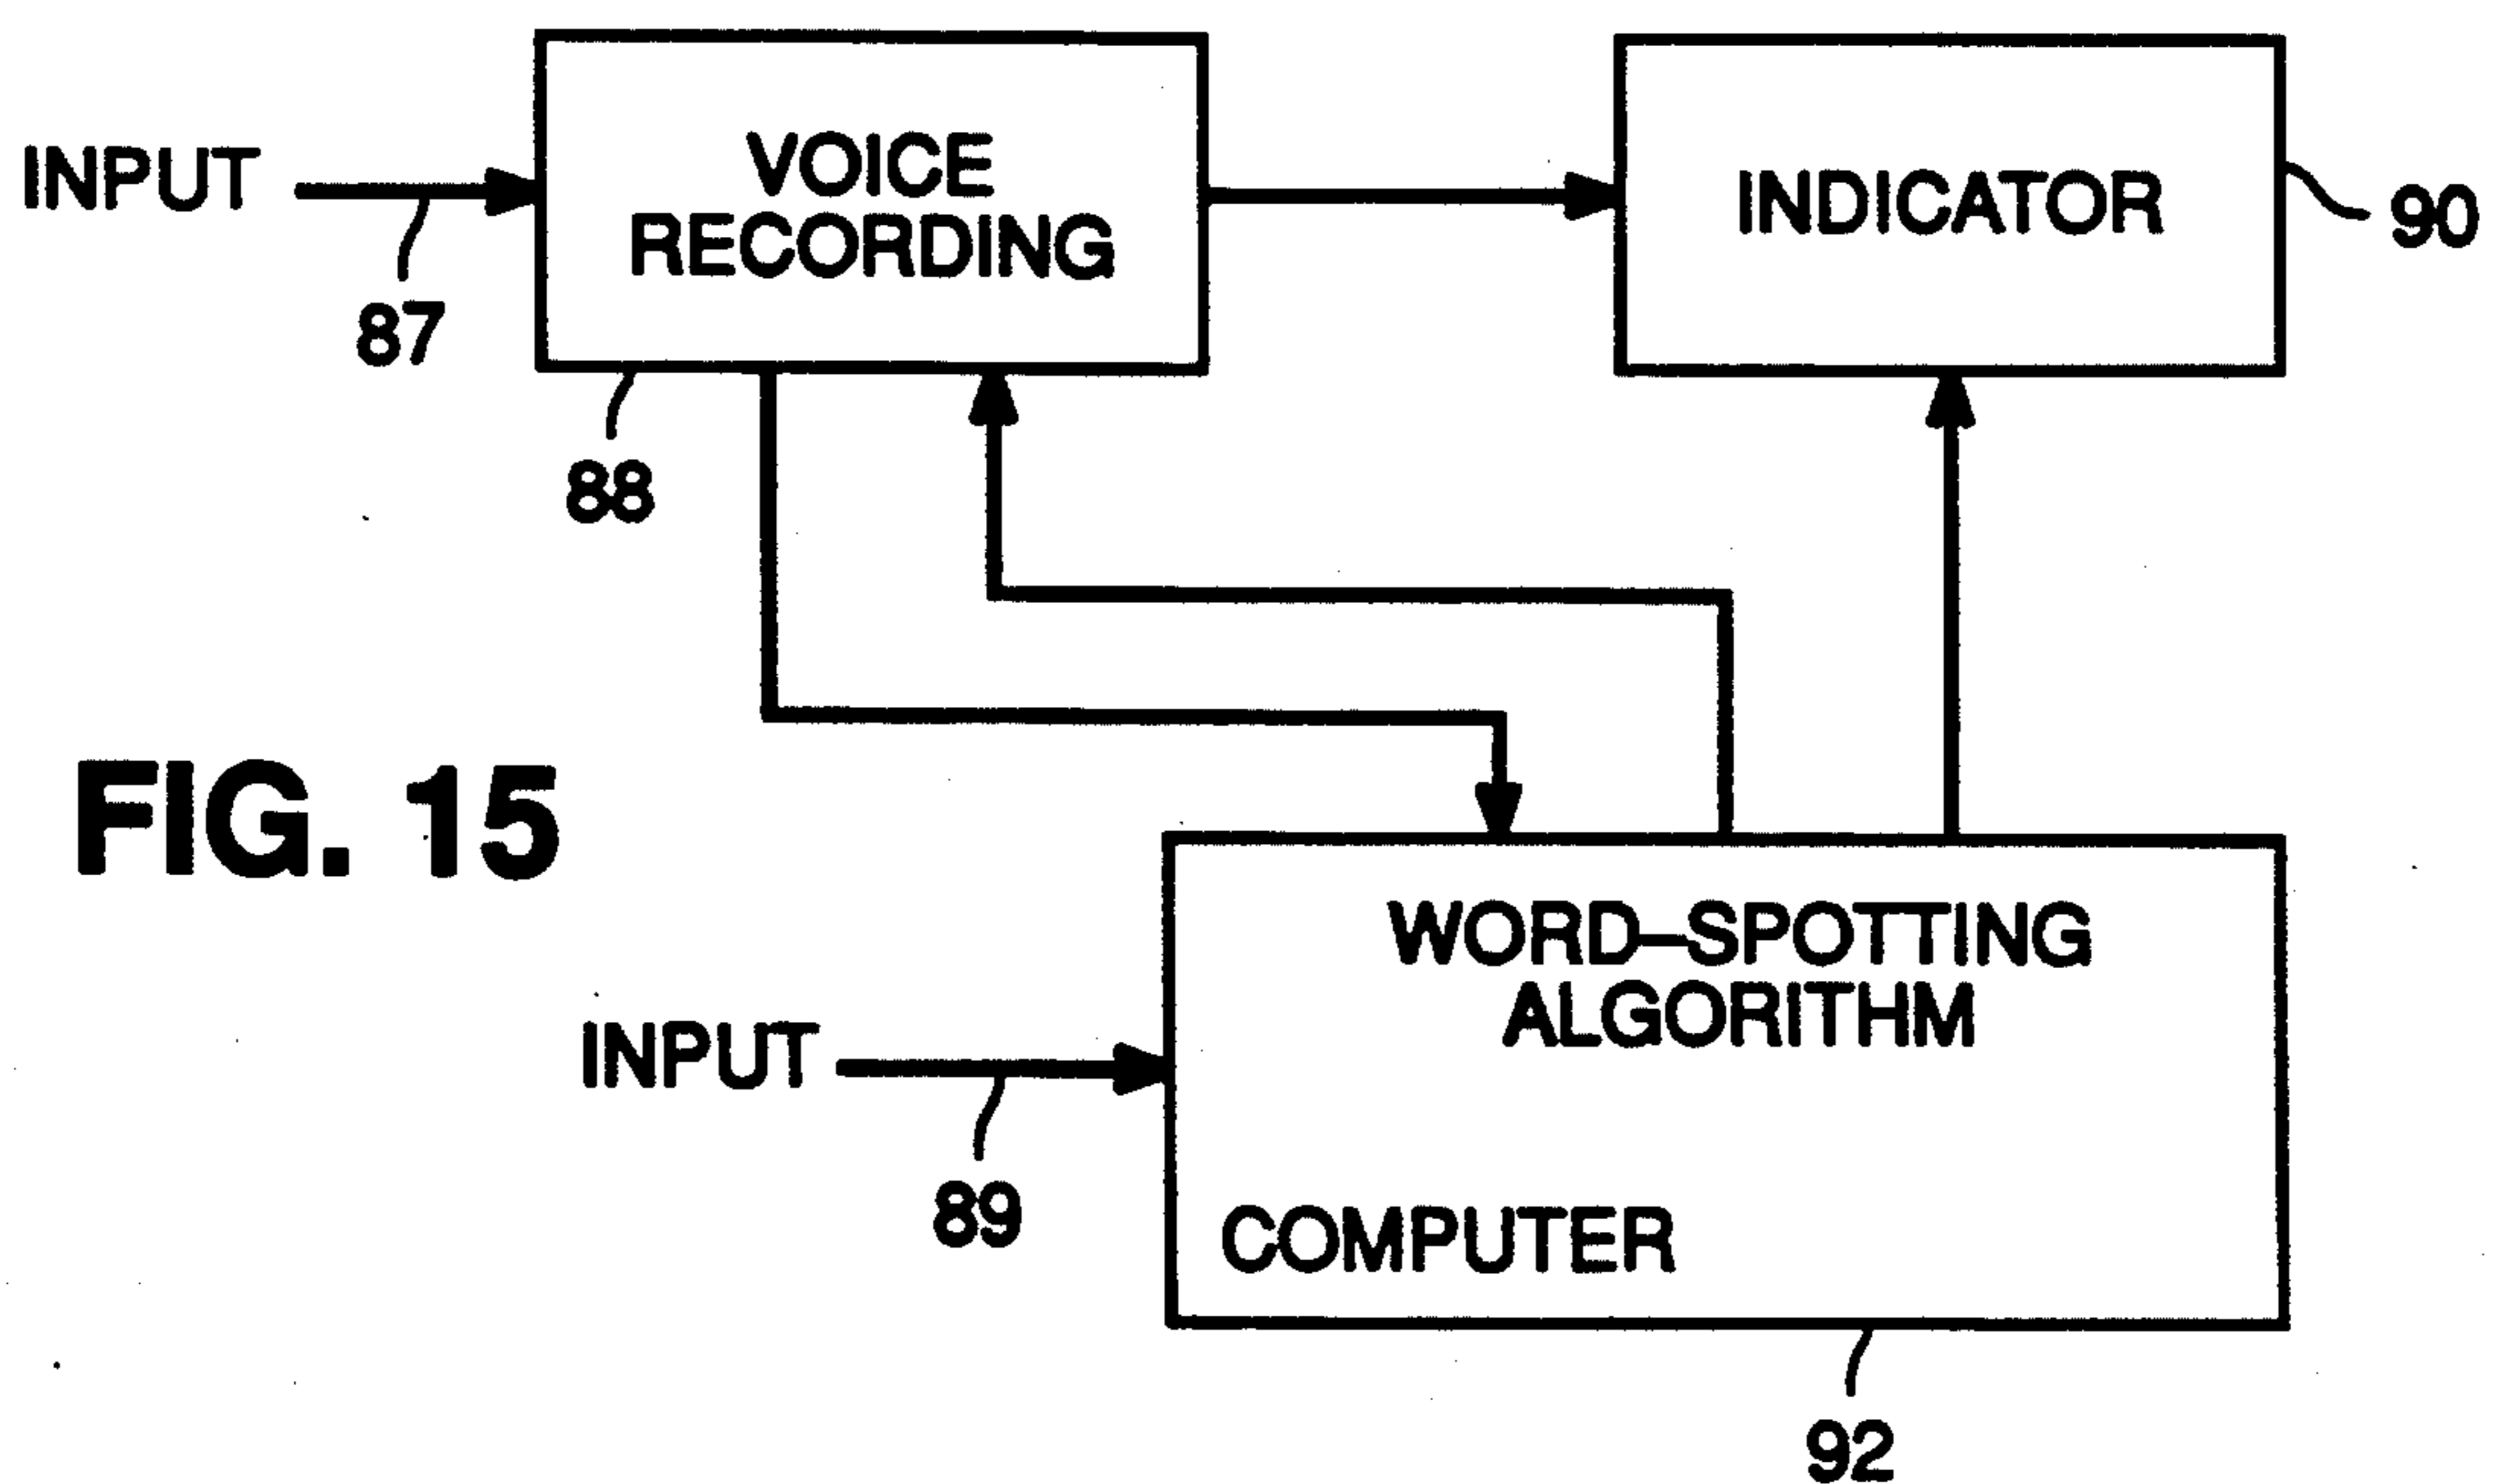 INPUT
87
VOICE
RECORDING
88
INDICATOR
90
FIG. 15
INPUT
89
WORD–SPOTTING
ALGORITHM
COMPUTER
92